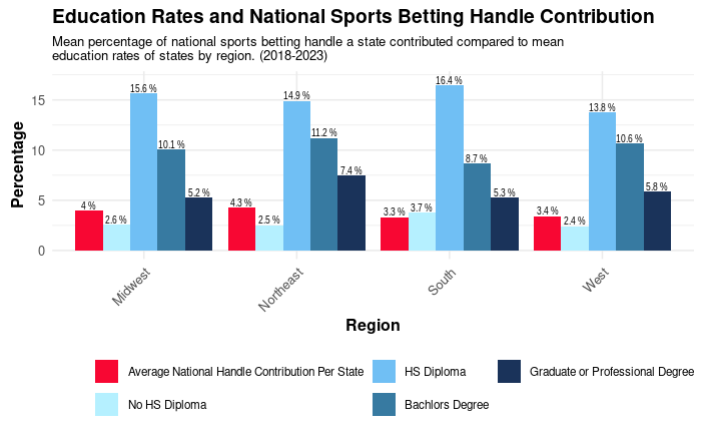 Education Rates and National Sports Betting Handle Contribution
Mean percentage of national sports betting handle a state contributed compared to mean
education rates of states by region. (2018-2023)
Percentage
15
10
5
0
4 %
2.6 %
15.6 %
10.1 %
5.2 %
4.3 %
2.5 %
14.9 %
11.2 %
7.4 %
3.3 %
3.7 %
16.4 %
8.7 %
5.3 %
3.4 %
2.4 %
13.8 %
10.6 %
5.8 %
Midwest
Northeast
South
West
Region
Average National Handle Contribution Per State
HS Diploma
Graduate or Professional Degree
No HS Diploma
Bachlors Degree